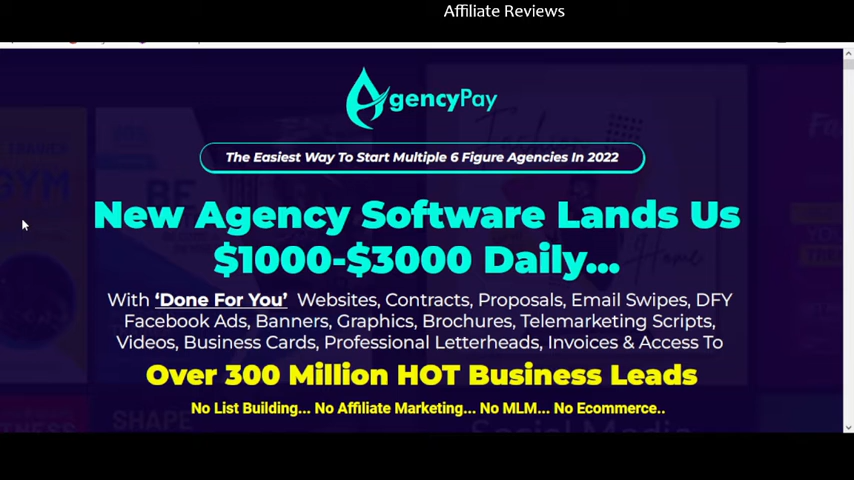 Affiliate Reviews
AgencyPay
The Easiest Way To Start Multiple 6 Figure Agencies In 2022
New Agency Software Lands Us
$1000-$3000 Daily...
With 'Done For You' Websites, Contracts, Proposals, Email Swipes, DFY
Facebook Ads, Banners, Graphics, Brochures, Telemarketing Scripts,
Videos, Business Cards, Professional Letterheads, Invoices & Access To
Over 300 Million HOT Business Leads
No List Building... No Affiliate Marketing... No MLM... No Ecommerce..
SHAPE
Social Media